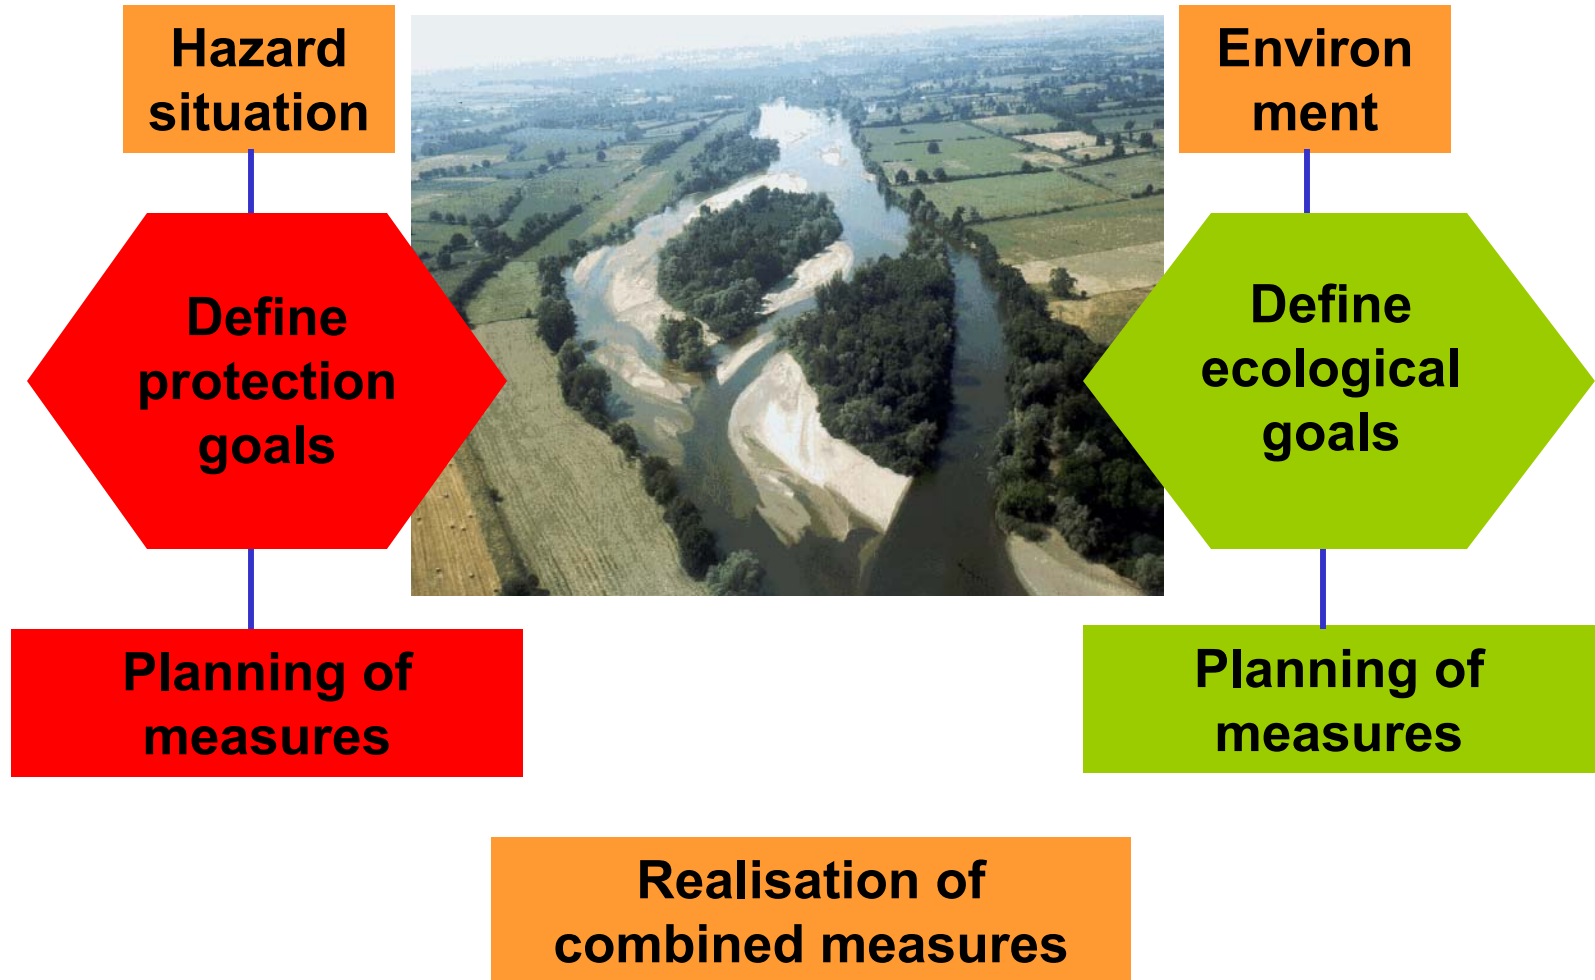 Hazard
situation
Environ
ment
Define
protection
goals
Define
ecological
goals
Planning of
measures
Planning of
measures
Realisation of
combined measures